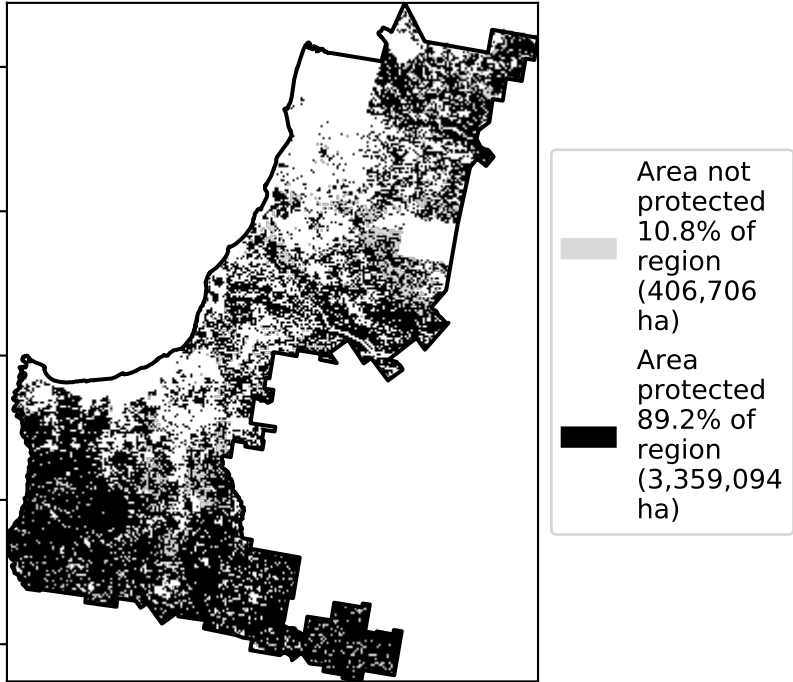 Area not
protected
10.8% of
region
(406,706
ha)
Area
protected
89.2% of
region
(3,359,094
ha)